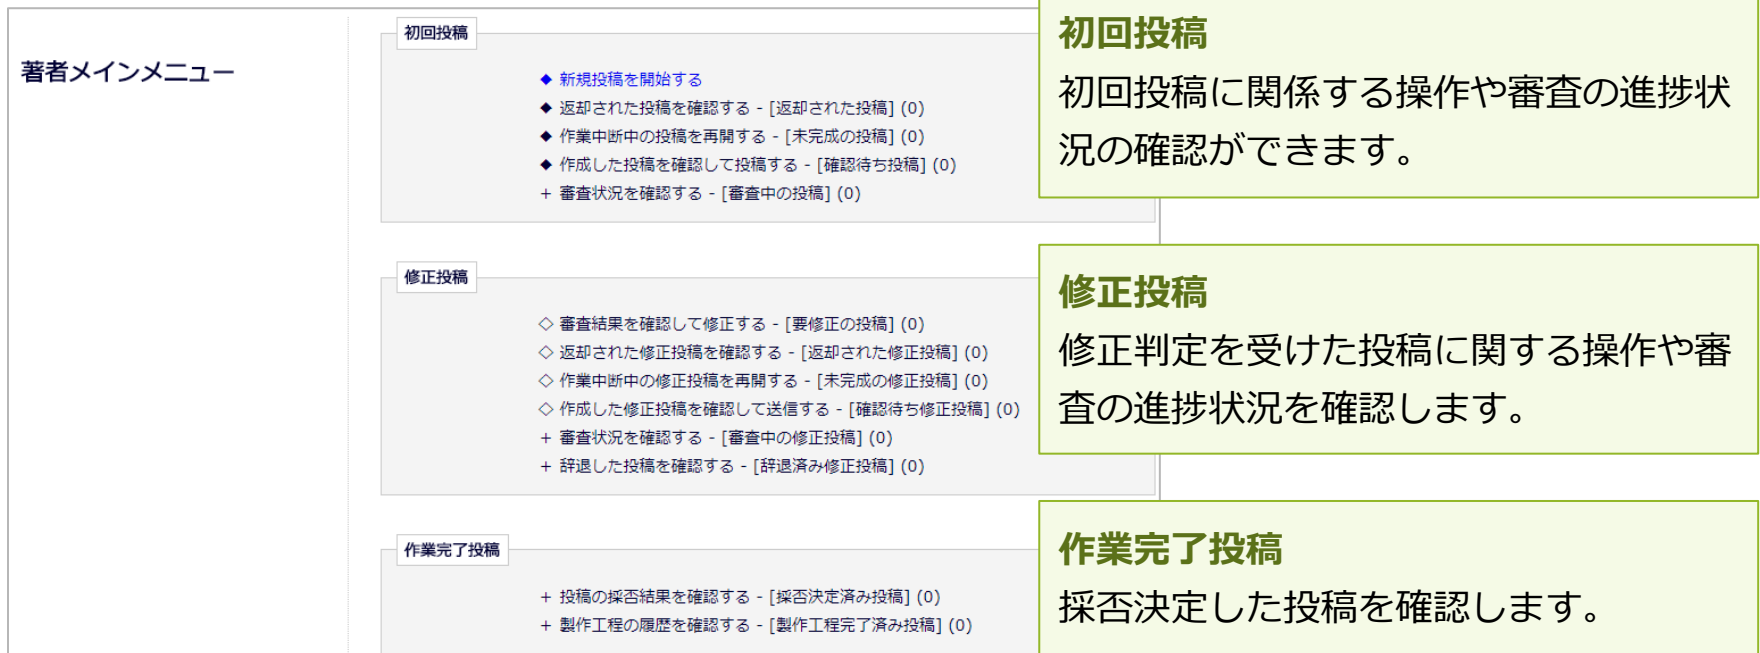 著者メインメニュー
初回投稿
◆ 新規投稿を開始する
◆ 返却された投稿を確認する - [返却された投稿] (0)
◆ 作業中断中の投稿を再開する - [未完成の投稿] (0)
◆ 作成した投稿を確認して投稿する - [確認待ち投稿] (0)
+ 審査状況を確認する - [審査中の投稿] (0)
初回投稿
初回投稿に関係する操作や審査の進捗状
況の確認ができます。
修正投稿
◇ 審査結果を確認して修正する - [要修正の投稿] (0)
◇ 返却された修正投稿を確認する - [返却された修正投稿] (0)
◇ 作業中断中の修正投稿を再開する - [未完成の修正投稿] (0)
◇ 作成した修正投稿を確認して送信する - [確認待ち修正投稿] (0)
+ 審査状況を確認する - [審査中の修正投稿] (0)
+ 辞退した投稿を確認する - [辞退済み修正投稿] (0)
修正投稿
修正判定を受けた投稿に関する操作や審
査の進捗状況を確認します。
作業完了投稿
+ 投稿の採否結果を確認する - [採否決定済み投稿] (0)
+ 製作工程の履歴を確認する - [製作工程完了済み投稿] (0)
作業完了投稿
採否決定した投稿を確認します。